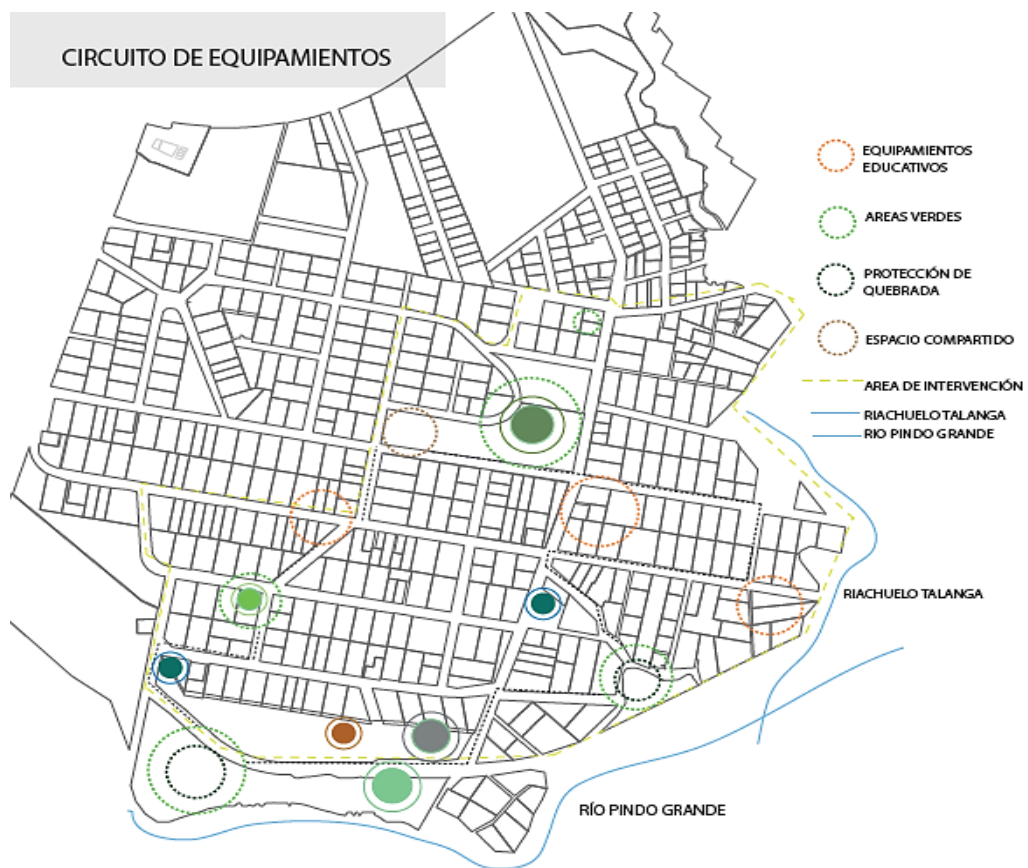 CIRCUITO DE EQUIPAMIENTOS
EQUIPAMIENTOS
EDUCATIVOS
AREAS VERDES
PROTECCIÓN DE
QUEBRADA
ESPACIO COMPARTIDO
AREA DE INTERVENCIÓN
RIACHUELO TALANGA
RIO PINDO GRANDE
RIACHUELO TALANGA
RÍO PINDO GRANDE